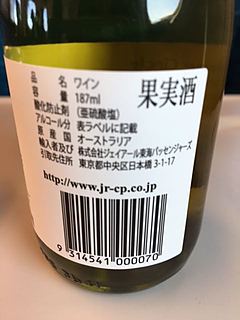 品 名 ワイン
容 量 187ml
酸化防止剤 (亜硫酸塩)
アルコール分 表ラベルに記載
原 産 国 オーストラリア
輸入者及び 株式会社ジェイアール東海パッセンジャーズ
引取先住所 東京都中央区日本橋3-1-17
果実酒
http://www.jr-cp.co.jp
9 314541 000070